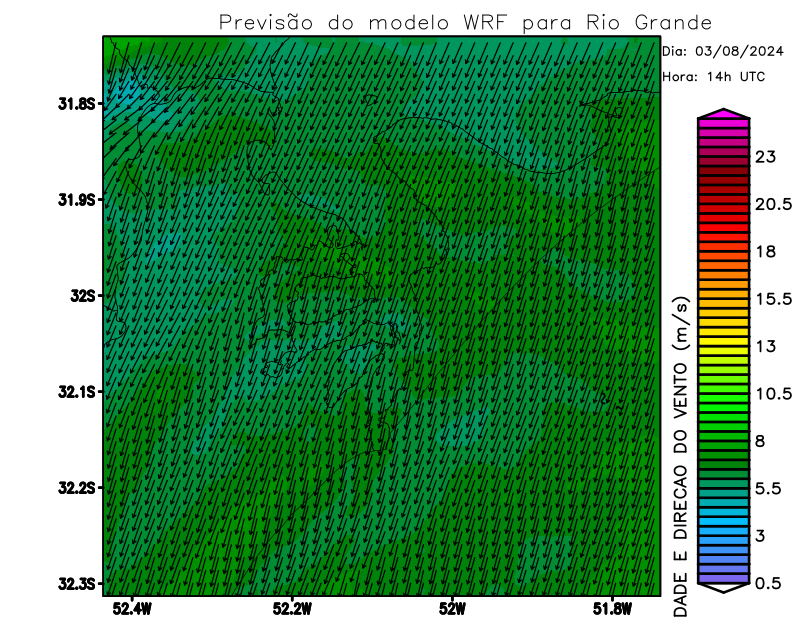 Previsão do modelo WRF para Rio Grande
Dia: 03/08/2024
Hora: 14h UTC
31.8S
31.9S
32S
32.1S
32.2S
32.3S
52.4W
52.2W
52W
51.8W
23
20.5
18
15.5
13
10.5
8
5.5
3
0.5
DADE E DIRECAO DO VENTO (m/s)